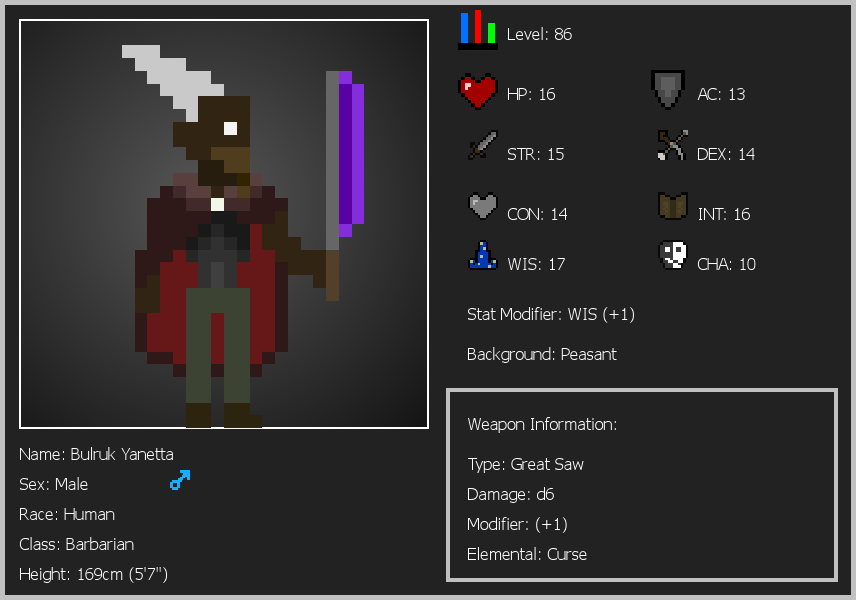 Level: 86
HP: 16
AC: 13
STR: 15
DEX: 14
CON: 14
INT: 16
WIS: 17
CHA: 10
Stat Modifier: WIS (+1)
Background: Peasant
Weapon Information:
Type: Great Saw
Damage: d6
Modifier: (+1)
Elemental: Curse
Name: Bulruk Yanetta
Sex: Male
Race: Human
Class: Barbarian
Height: 169cm (5'7")